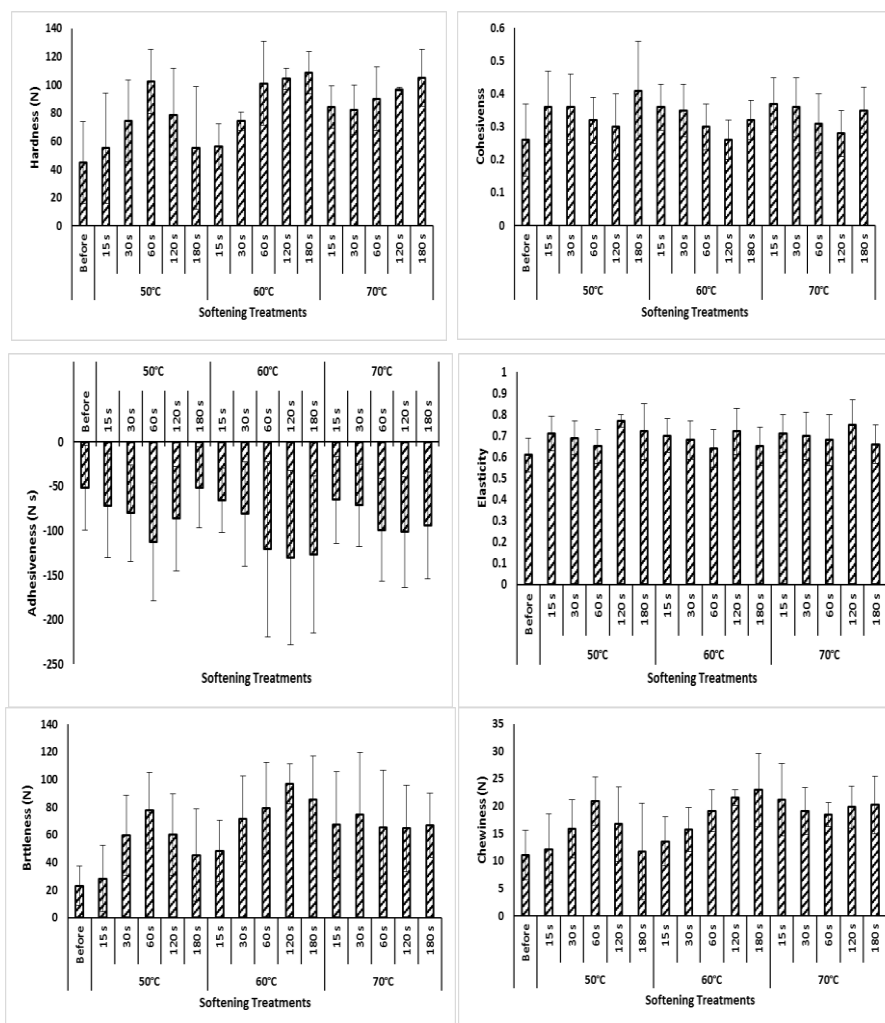 Hardness (N)
140
120
100
80
60
40
20
0
Before
15 s
30 s
60 s
120 s
180 s
15 s
30 s
60 s
120 s
180 s
15 s
30 s
60 s
120 s
180 s
50°C
60°C
70°C
Softening Treatments
Cohesivenss
0.6
0.5
0.4
0.3
0.2
0.1
0
Before
15 s
30 s
60 s
120 s
180 s
15 s
30 s
60 s
120 s
180 s
15 s
30 s
60 s
120 s
180 s
50°C
60°C
70°C
Softening Treatments
Adhesiveness (N s)
50°C
60°C
70°C
Before
15 s
30 s
60 s
120 s
180 s
15 s
30 s
60 s
120 s
180 s
15 s
30 s
60 s
120 s
180 s
0
-50
-100
-150
-200
-250
Softening Treatments
Elasticity
1
0.9
0.8
0.7
0.6
0.5
0.4
0.3
0.2
0.1
0
Before
15 s
30 s
60 s
120 s
180 s
15 s
30 s
60 s
120 s
180 s
15 s
30 s
60 s
120 s
180 s
50°C
60°C
70°C
Softening Treatments
Brittleness (N)
140
120
100
80
60
40
20
0
Before
15 s
30 s
60 s
120 s
180 s
15 s
30 s
60 s
120 s
180 s
15 s
30 s
60 s
120 s
180 s
50°C
60°C
70°C
Softening Treatments
Chewiness (N)
35
30
25
20
15
10
5
0
Before
15 s
30 s
60 s
120 s
180 s
15 s
30 s
60 s
120 s
180 s
15 s
30 s
60 s
120 s
180 s
50°C
60°C
70°C
Softening Treatments